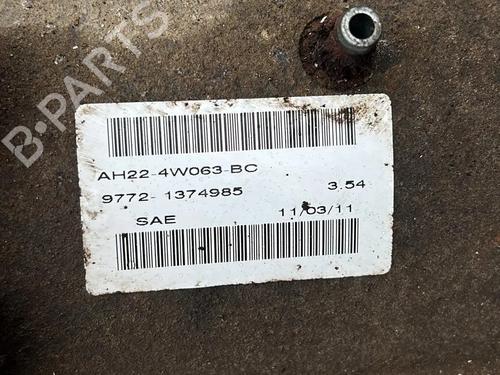 B-PARTS
AH22-4W063-BC
9772- 1374985 3.54
SAE 11/03/11